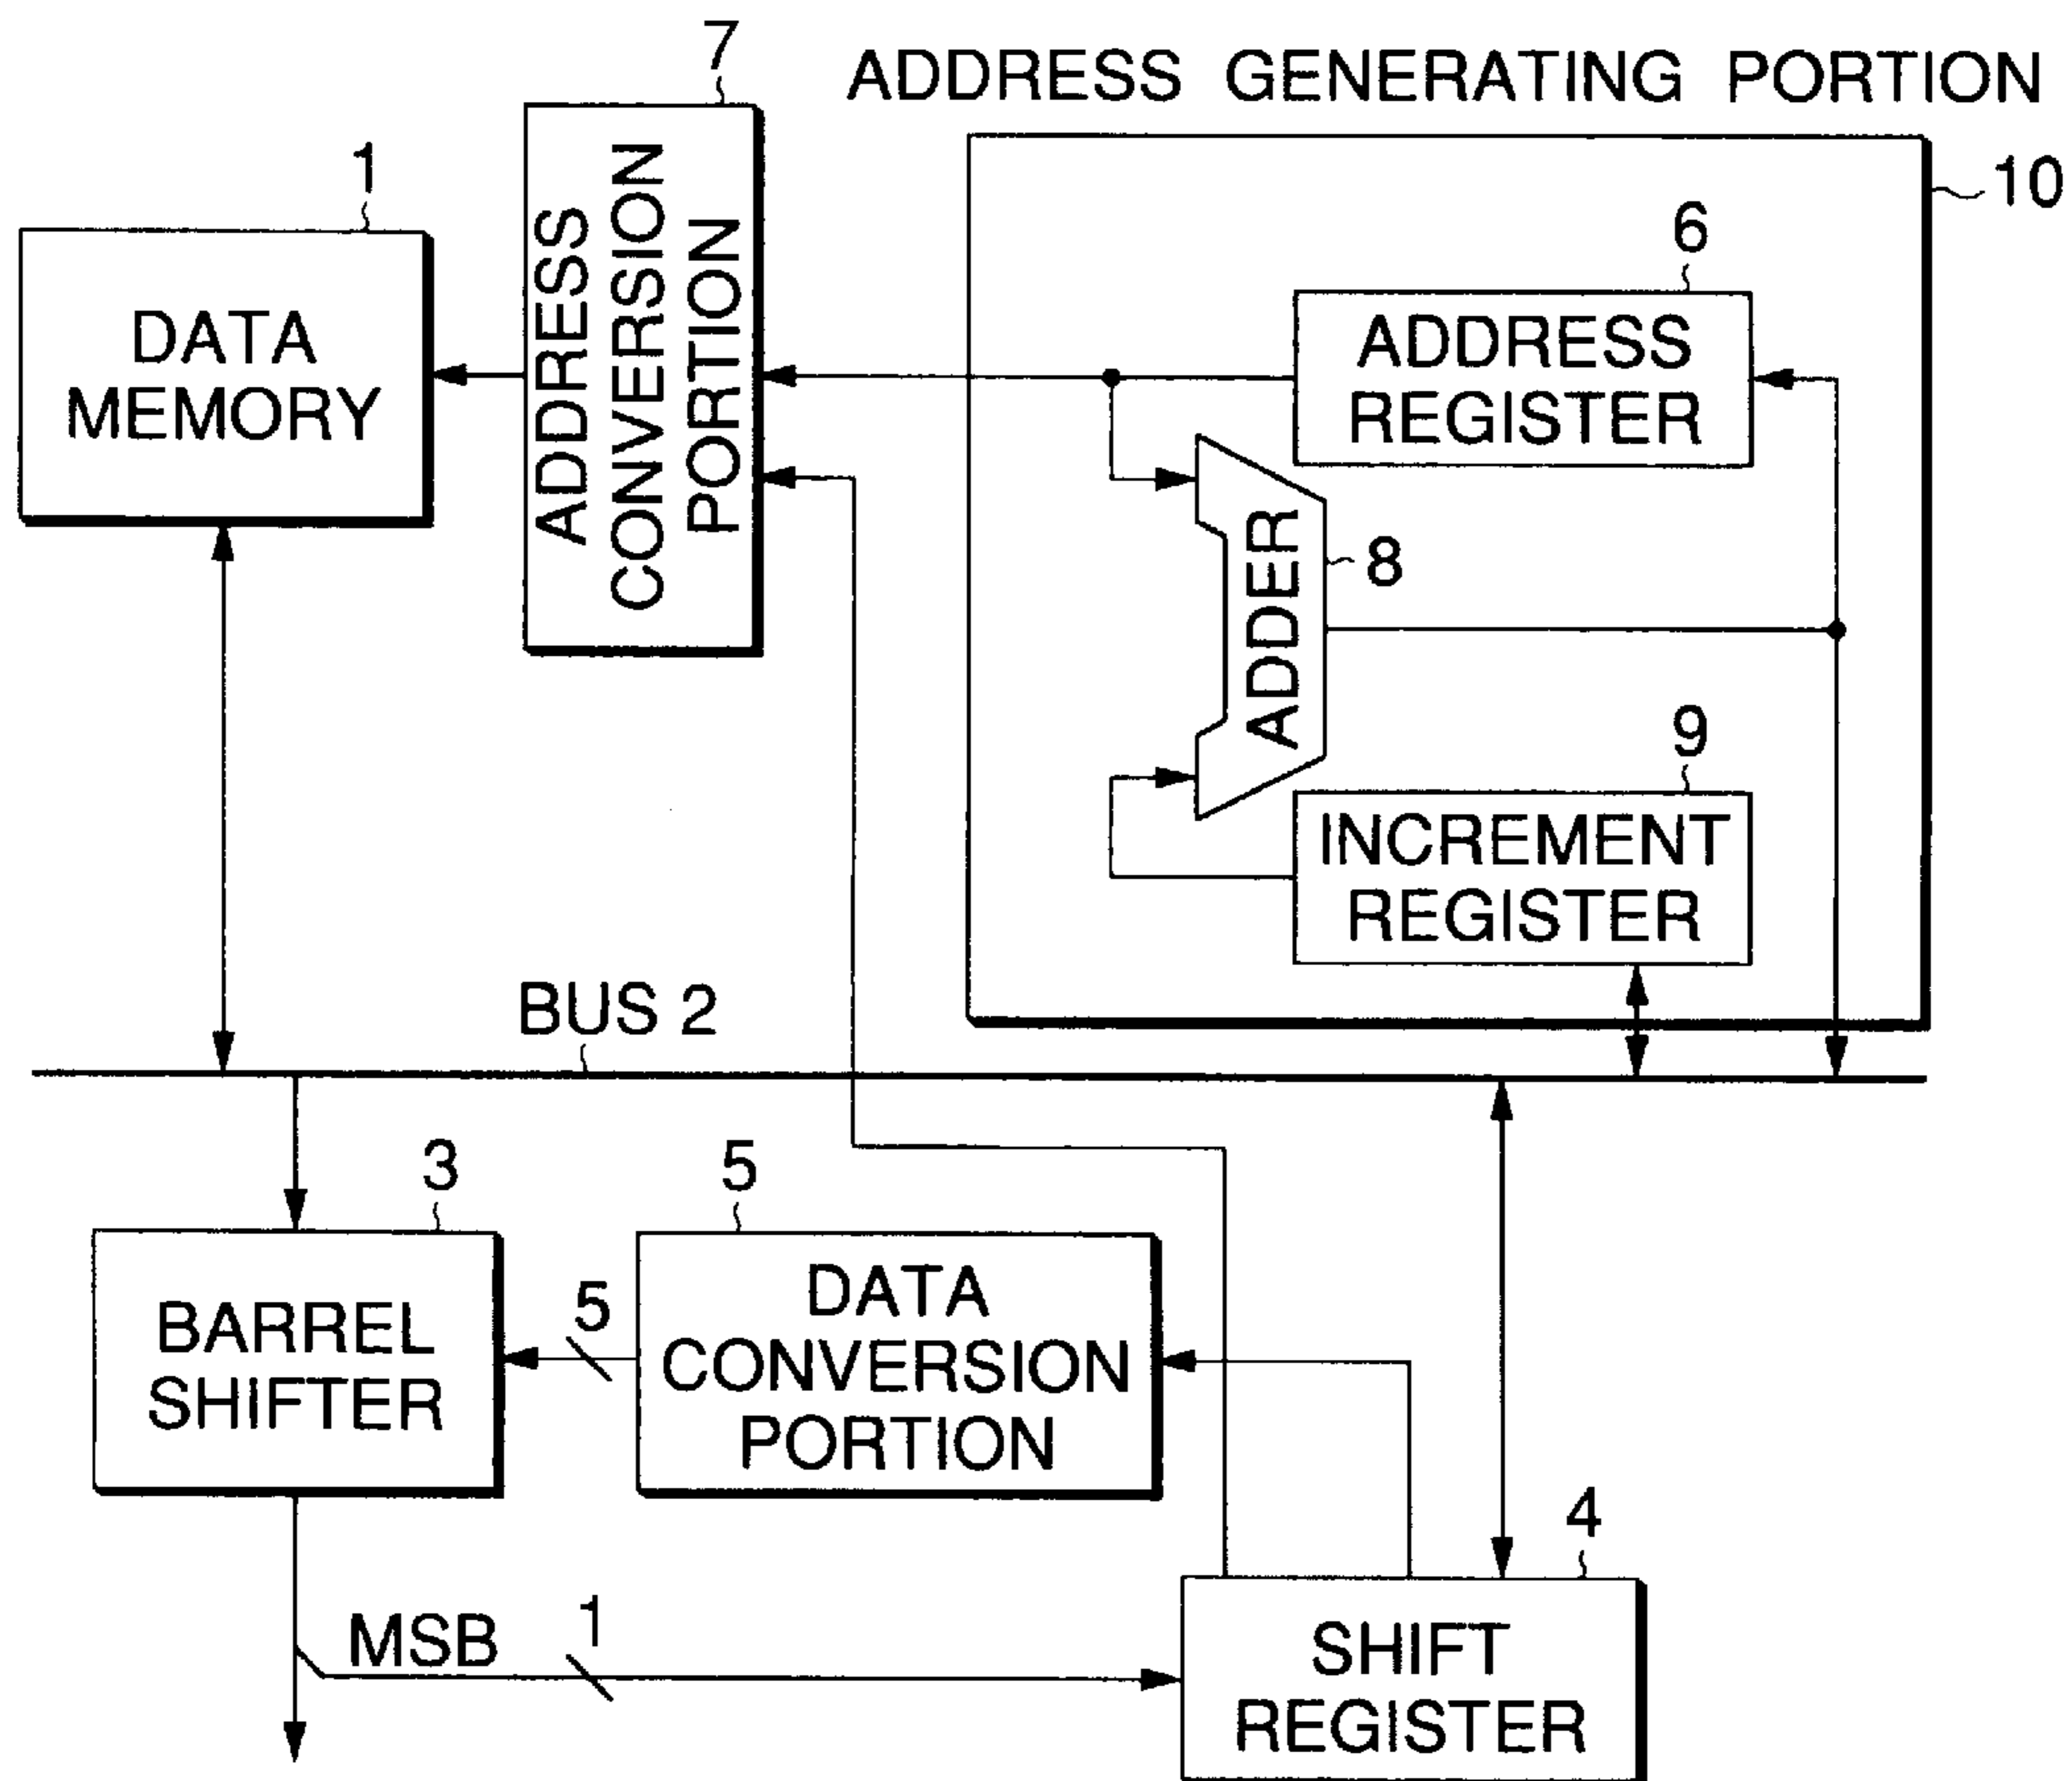 7
ADDRESS GENERATING PORTION
1
10
ADDRESS
CONVERSION
PORTION
6
DATA
MEMORY
ADDRESS
REGISTER
ADDER
8
9
INCREMENT
REGISTER
BUS 2
3
5
BARREL
SHIFTER
5
DATA
CONVERSION
PORTION
4
MSB
1
SHIFT
REGISTER